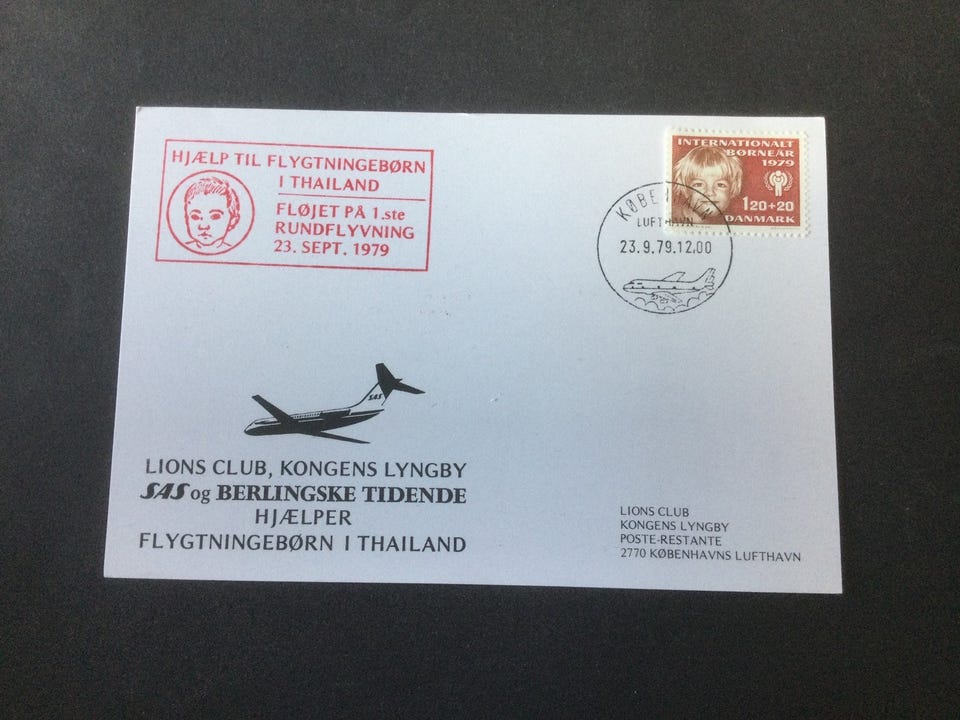 HJÆLP TIL FLYGTNINGEBØRN
I THAILAND
FLØJET PÅ 1.ste
RUNDFLYVNING
23. SEPT. 1979
INTERNATIONALT
BØRNEÅR
1979
120+20
DANMARK
KØBENHAVN
LUFTHAVN
23.9.79.12.00
SAS
LIONS CLUB, KONGENS LYNGBY
SAS og BERLINGSKE TIDENDE
HJÆLPER
FLYGTNINGEBØRN I THAILAND
LIONS CLUB
KONGENS LYNGBY
POSTE-RESTANTE
2770 KØBENHAVNS LUFTHAVN